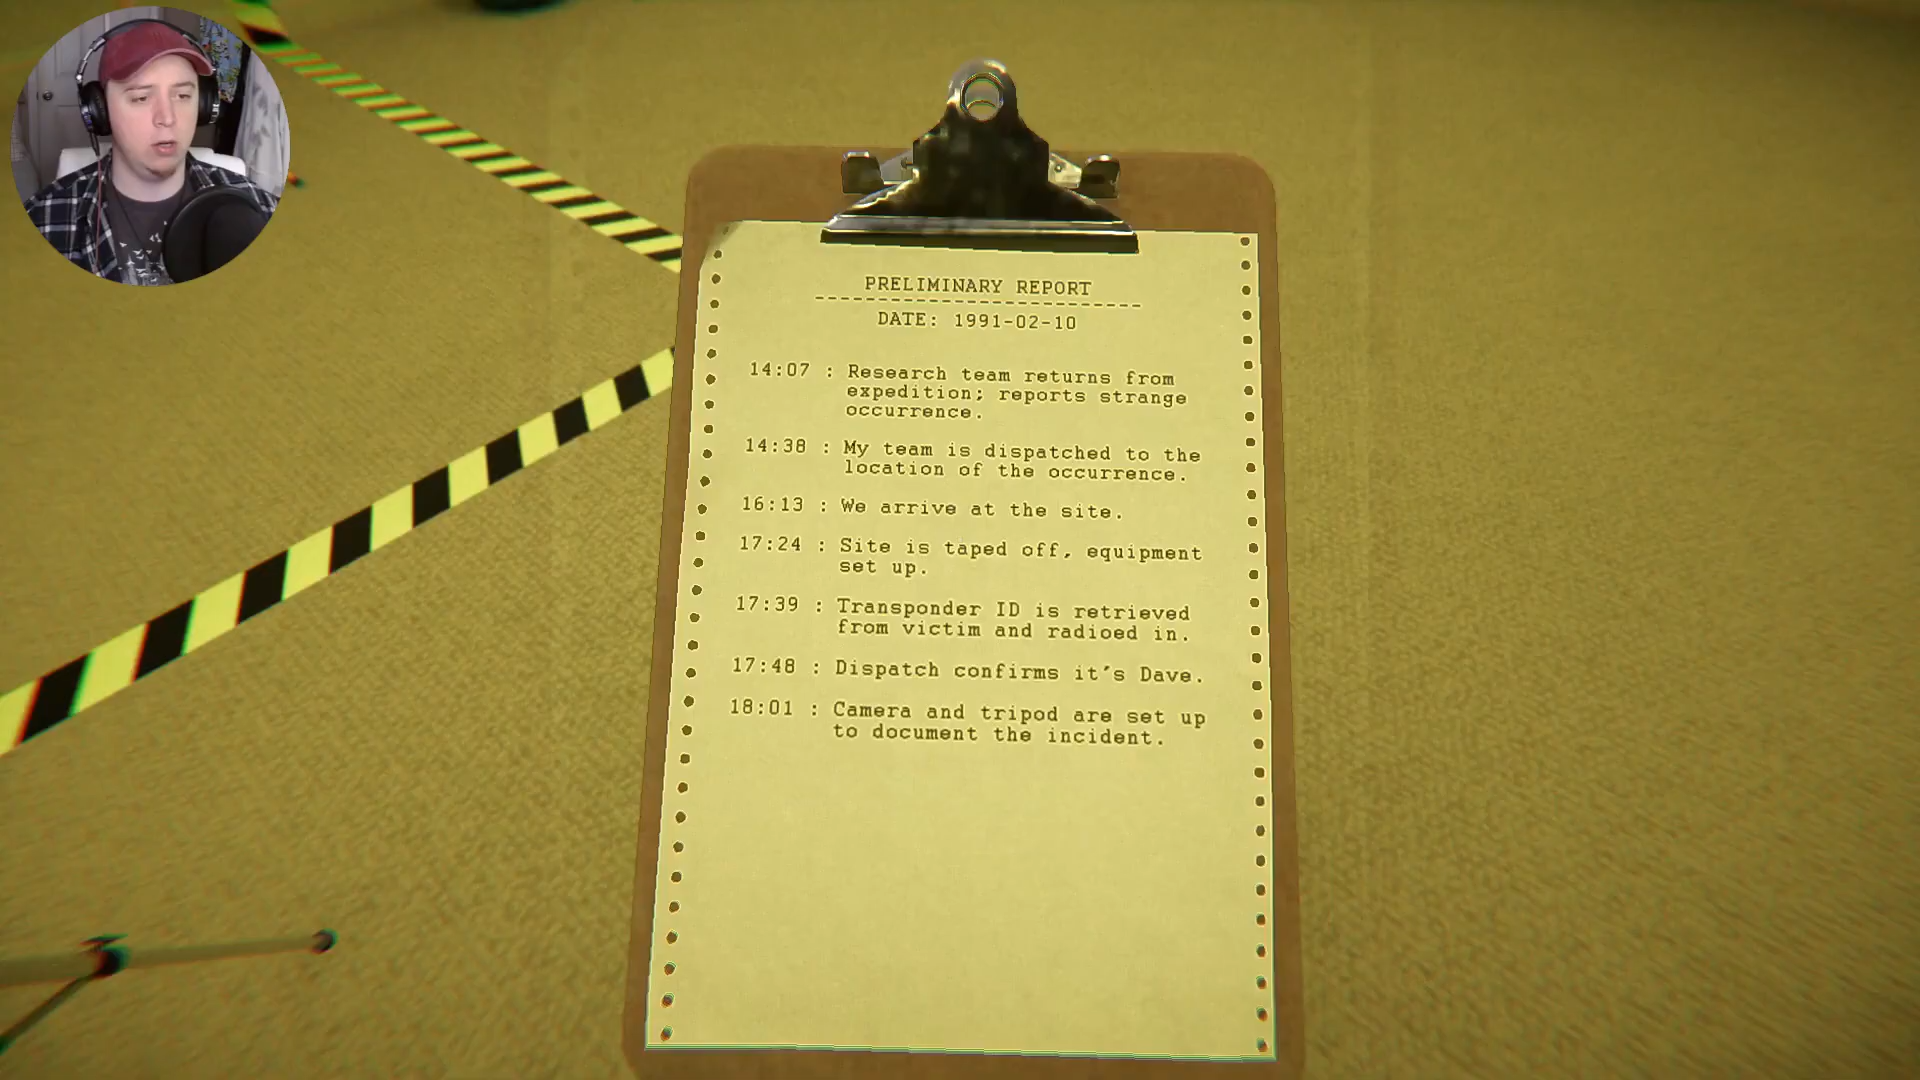 PRELIMINARY REPORT
--------------------------
DATE: 1991-02-10
14:07 : Research team returns from
expedition; reports strange
occurrence.
14:38 : My team is dispatched to the
location of the occurrence.
16:13 : We arrive at the site.
17:24 : Site is taped off, equipment
set up.
17:39 : Transponder ID is retrieved
from victim and radioed in.
17:48 : Dispatch confirms it's Dave.
18:01 : Camera and tripod are set up
to document the incident.